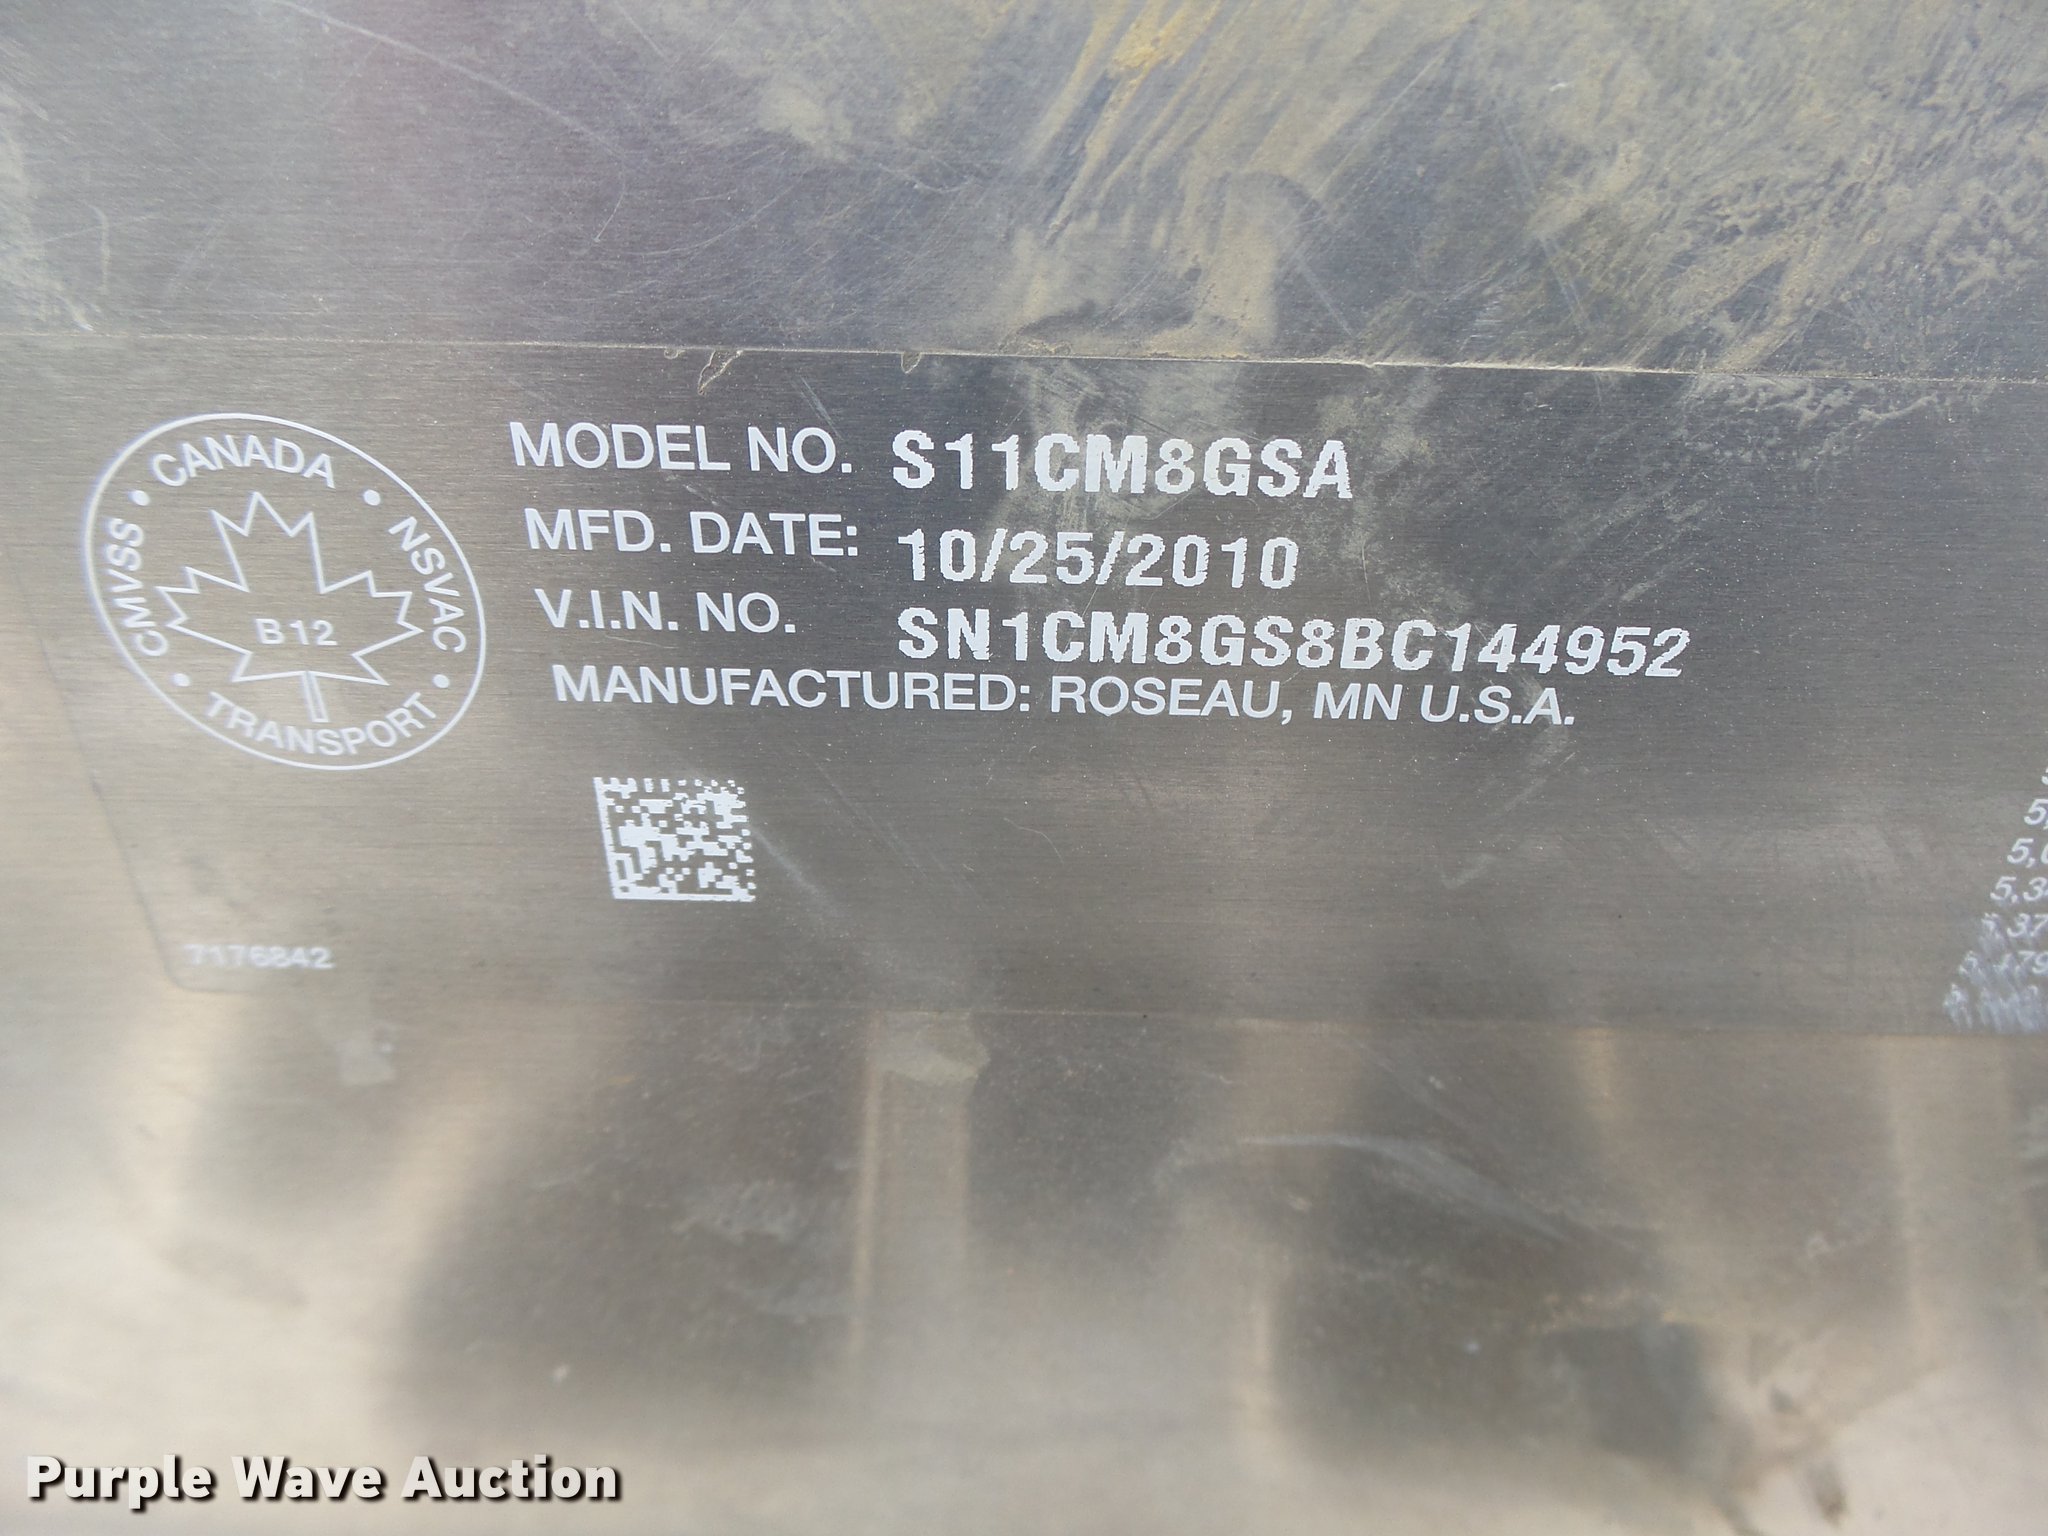 CANADA
CMVSS
NSVAC
B12
TRANSPORT
MODEL NO. S11CM8GSA
MFD. DATE: 10/25/2010
V.I.N. NO. SN1CM8GS8BC144952
MANUFACTURED: ROSEAU, MN U.S.A.
7176842
Purple Wave Auction